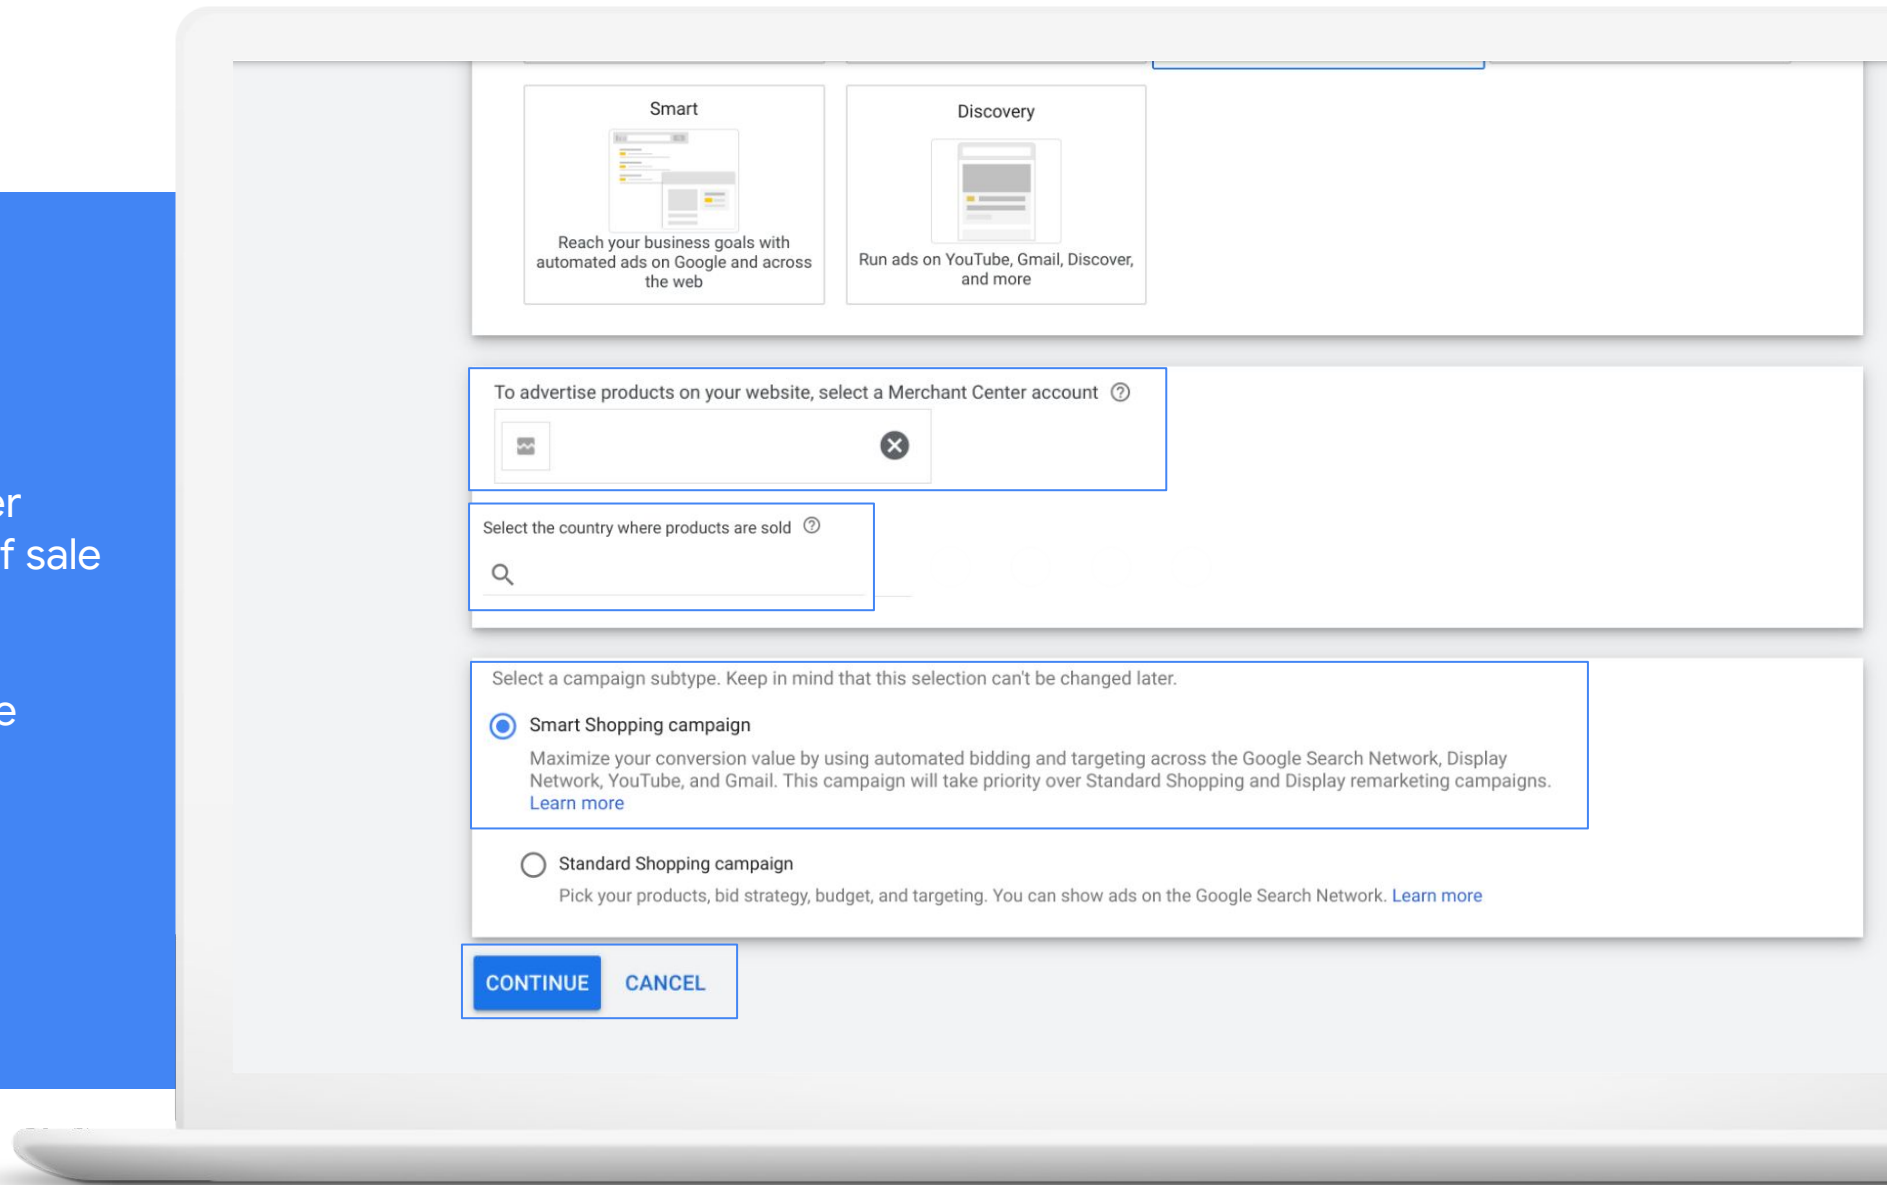 Smart
Reach your business goals with
automated ads on Google and across
the web
Discovery
Run ads on YouTube, Gmail, Discover,
and more
er
f sale
e
To advertise products on your website, select a Merchant Center account
Select the country where products are sold
Select a campaign subtype. Keep in mind that this selection can't be changed later.
Smart Shopping campaign
Maximize your conversion value by using automated bidding and targeting across the Google Search Network, Display
Network, YouTube, and Gmail. This campaign will take priority over Standard Shopping and Display remarketing campaigns.
Learn more
Standard Shopping campaign
Pick your products, bid strategy, budget, and targeting. You can show ads on the Google Search Network. Learn more
CONTINUE CANCEL